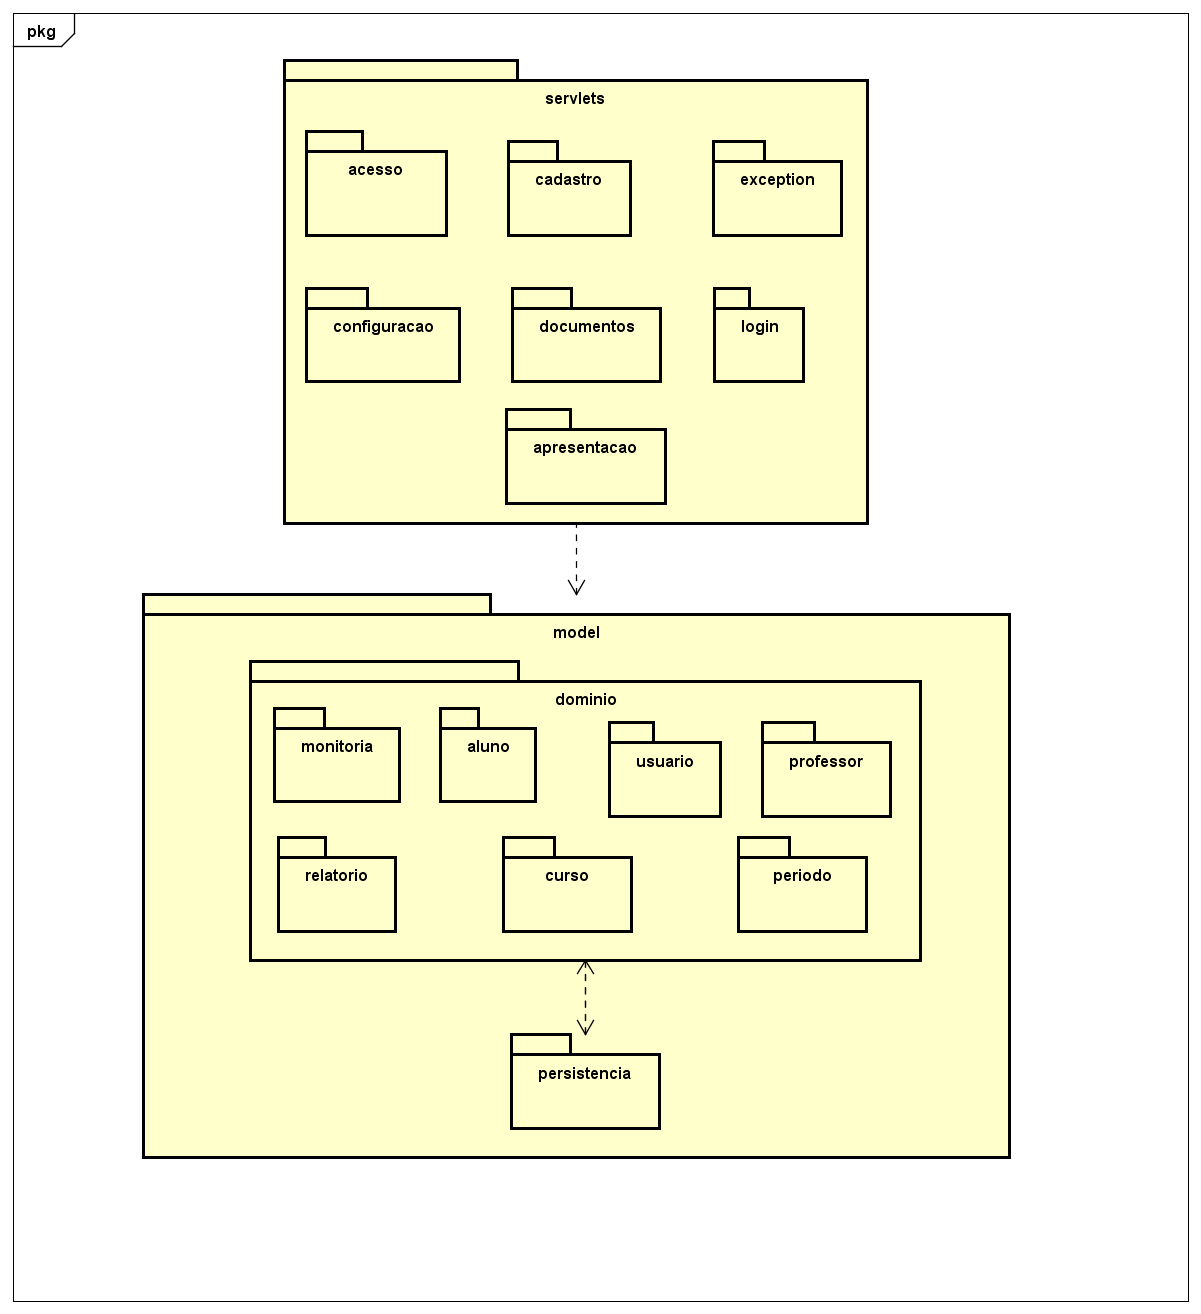 pkg
servlets
acesso
cadastro
exception
configuracao
documentos
login
apresentacao
model
dominio
monitoria
aluno
usuario
professor
relatorio
curso
periodo
persistencia